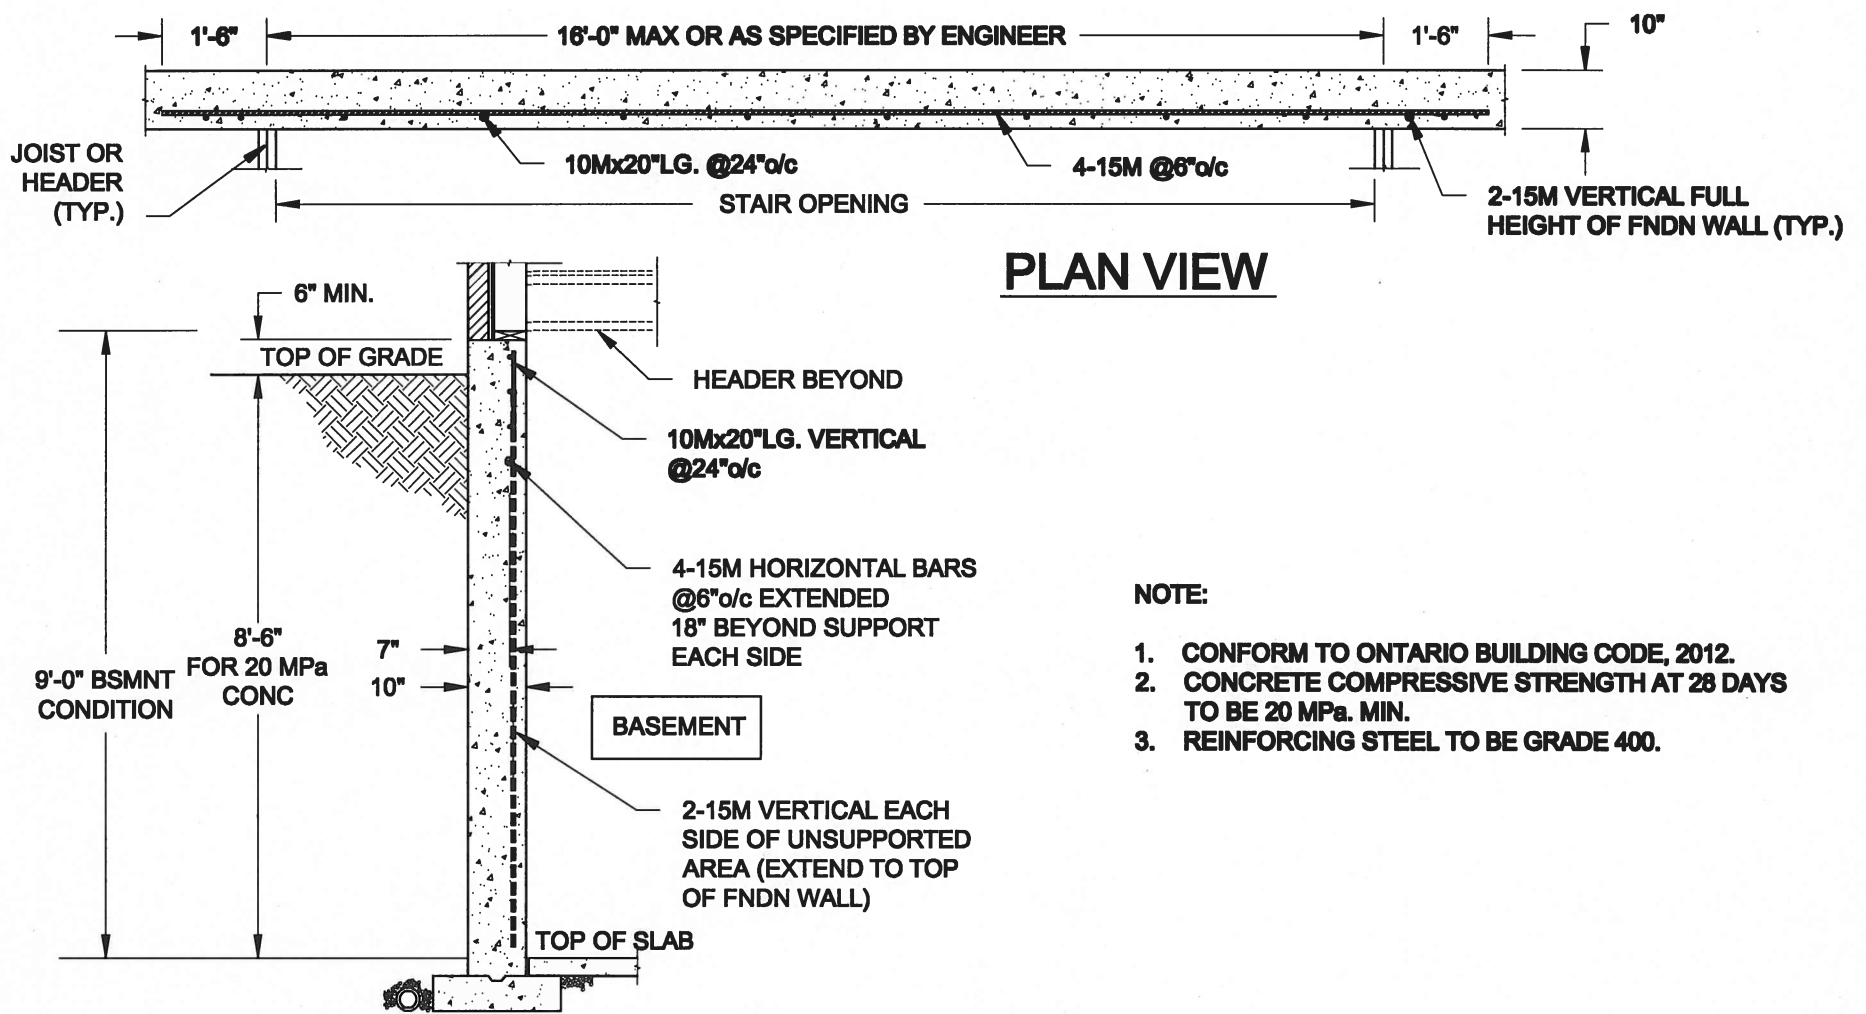 1'-6"
16'-0" MAX OR AS SPECIFIED BY ENGINEER
1'-6"
10"
JOIST OR
HEADER
(TYP.)
10Mx20"LG. @24"o/c
4-15M @6"o/c
STAIR OPENING
2-15M VERTICAL FULL
HEIGHT OF FNDN WALL (TYP.)
PLAN VIEW
6" MIN.
TOP OF GRADE
HEADER BEYOND
10Mx20"LG. VERTICAL
@24"o/c
4-15M HORIZONTAL BARS
@6"o/c EXTENDED
18" BEYOND SUPPORT
EACH SIDE
9'-0" BSMNT
CONDITION
8'-6"
FOR 20 MPa
CONC
7"
10"
BASEMENT
2-15M VERTICAL EACH
SIDE OF UNSUPPORTED
AREA (EXTEND TO TOP
OF FNDN WALL)
TOP OF SLAB
NOTE:
1. CONFORM TO ONTARIO BUILDING CODE, 2012.
2. CONCRETE COMPRESSIVE STRENGTH AT 28 DAYS
TO BE 20 MPa. MIN.
3. REINFORCING STEEL TO BE GRADE 400.